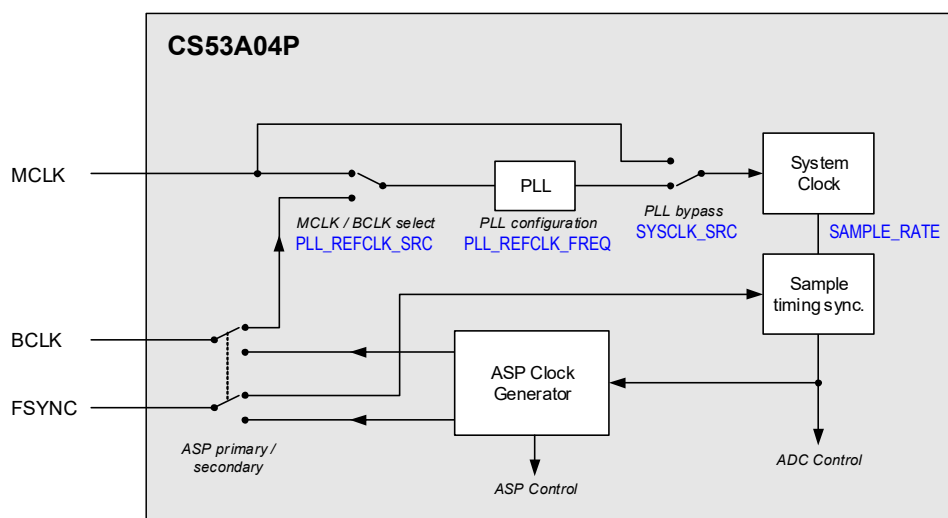 CS53A04P
MCLK
PLL
System
Clock
MCLK / BCLK select
PLL_REFCLK_SRC
PLL configuration
PLL_REFCLK_FREQ
PLL bypass
SYSCLK_SRC
SAMPLE_RATE
Sample
timing sync.
BCLK
FSYNC
ASP Clock
Generator
ASP primary /
secondary
ASP Control
ADC Control